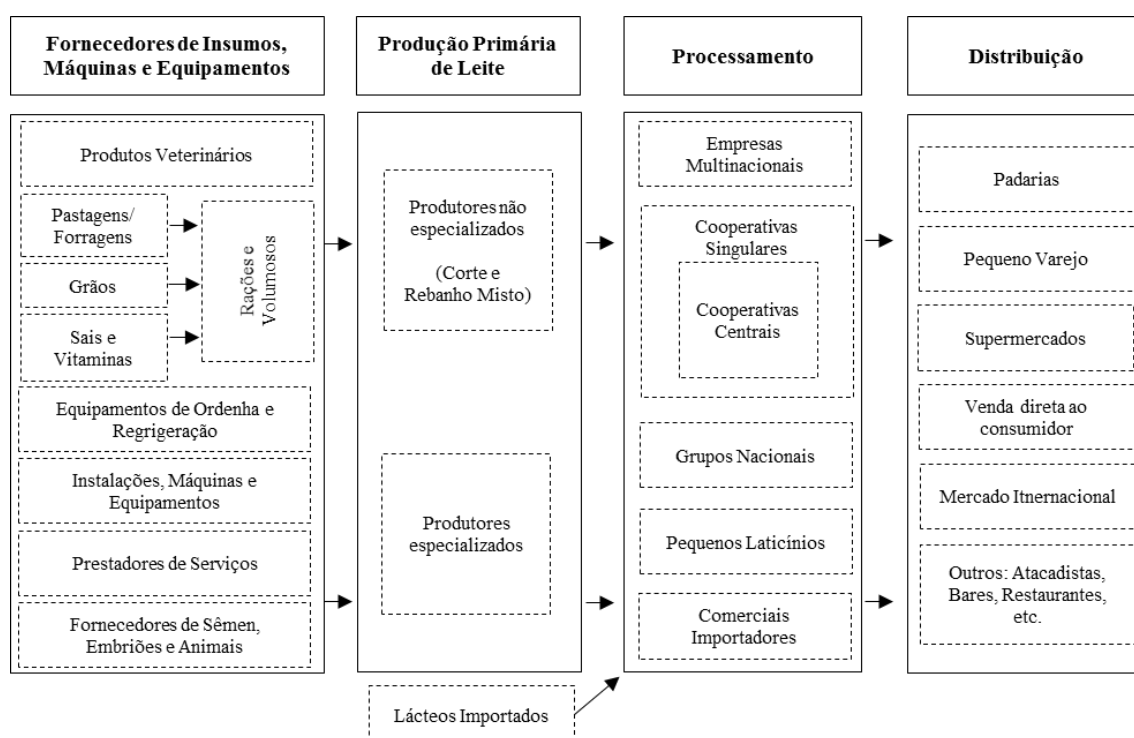 Fornecedores de Insumos,
Máquinas e Equipamentos
Produção Primária
de Leite
Processamento
Distribuição
Produtos Veterinários
Pastagens/
Forragens
Grãos
Sais e
Vitaminas
Rações e
Volumosos
Equipamentos de Ordenha e
Regrigeração
Instalações, Máquinas e
Equipamentos
Prestadores de Serviços
Fornecedores de Sêmen,
Embriões e Animais
Produtores não
especializados
(Corte e
Rebanho Misto)
Produtores
especializados
Lácteos Importados
Empresas
Multinacionais
Cooperativas
Singulares
Cooperativas
Centrais
Grupos Nacionais
Pequenos Laticínios
Comerciais
Importadores
Padarias
Pequeno Varejo
Supermercados
Venda direta ao
consumidor
Mercado Itnernacional
Outros: Atacadistas,
Bares, Restaurantes,
etc.